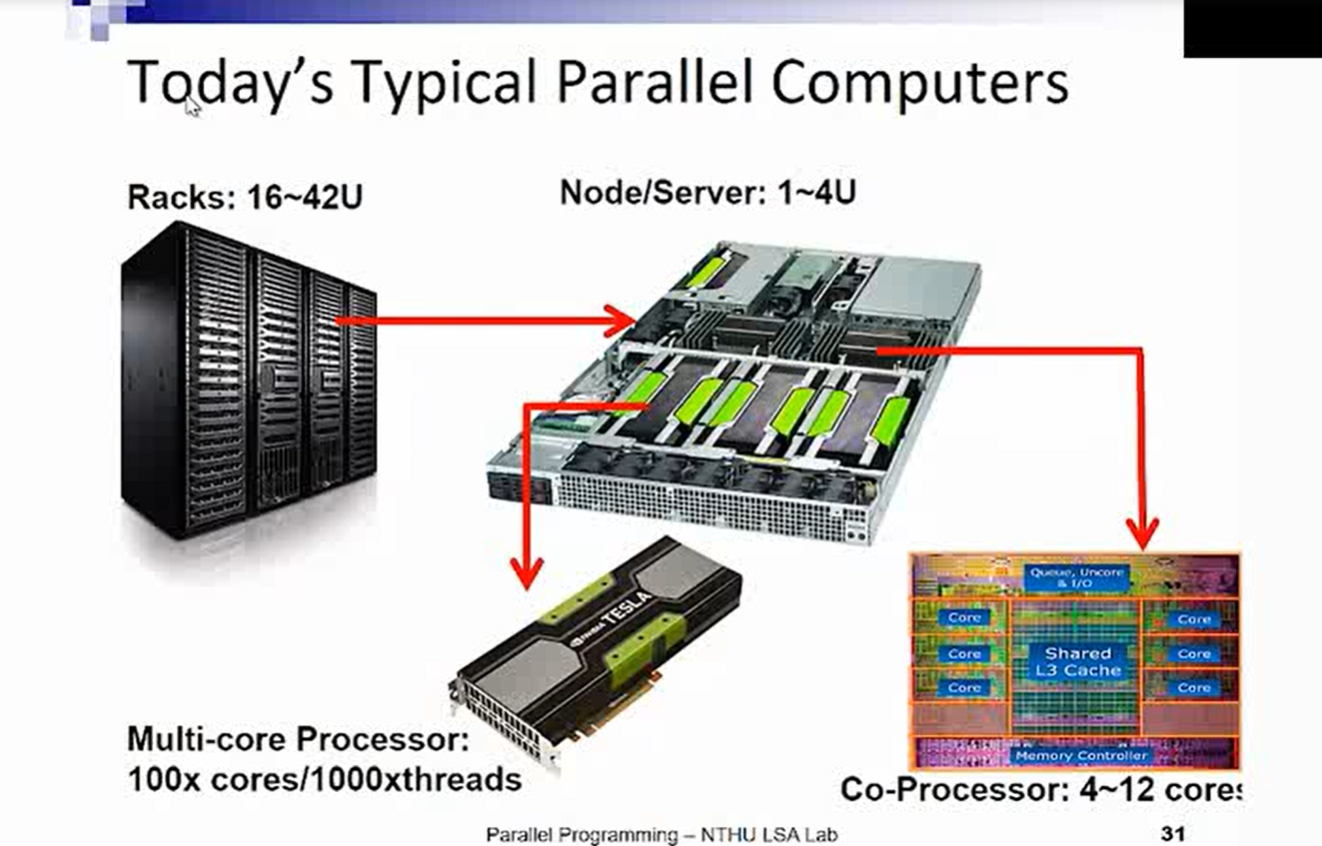 Today's Typical Parallel Computers
Racks: 16~42U
Node/Server: 1~4U
NVIDIA TESLA
Queue, Uncore
& I/O
Core
Core
Core
Shared
L3 Cache
Core
Core
Core
Memory Controller
Multi-core Processor:
100x cores/1000xthreads
Co-Processor: 4~12 cores
Parallel Programming – NTHU LSA Lab
31